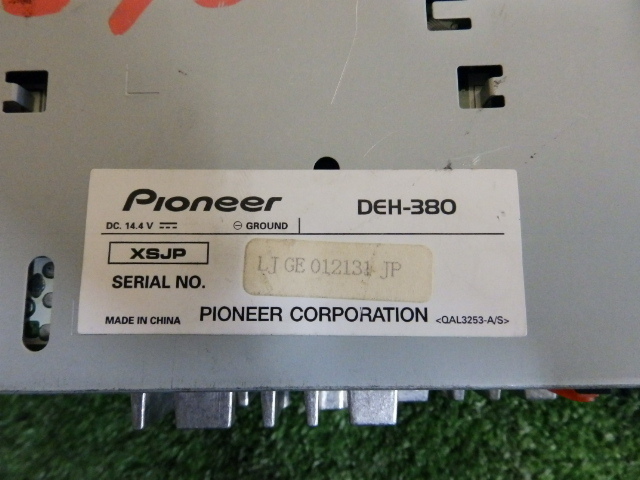 Pioneer DEH-380
DC. 14.4 V ⎓ ⊖ GROUND
XSJP
SERIAL NO. LJ GE 012131 JP
MADE IN CHINA PIONEER CORPORATION <QAL3253-A/S>